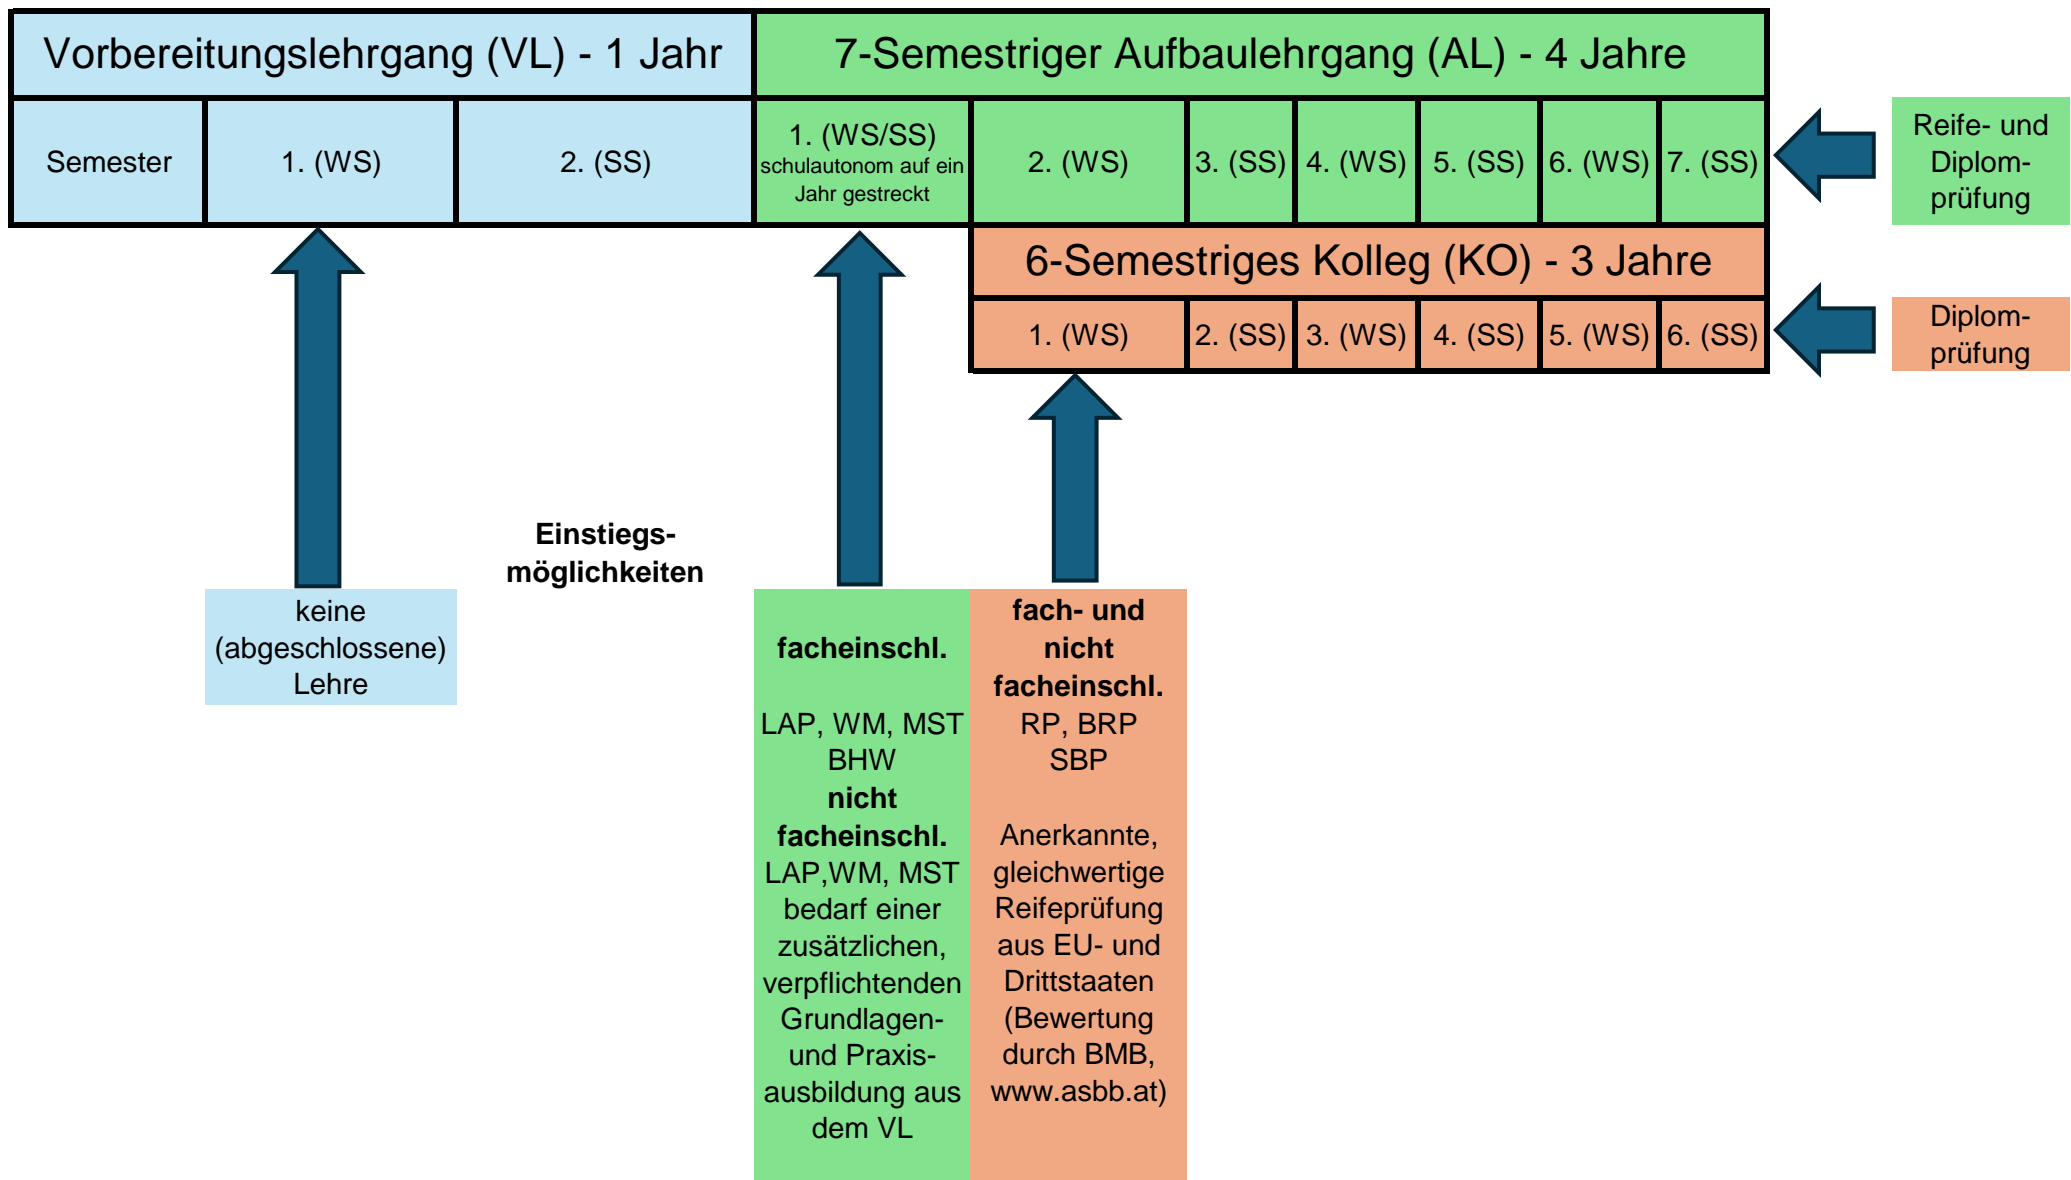 Vorbereitungslehrgang (VL) - 1 Jahr
7-Semestriger Aufbaulehrgang (AL) - 4 Jahre
Semester
1. (WS)
2. (SS)
1. (WS/SS)
schulautonom auf ein
Jahr gestreckt
2. (WS)
3. (SS)
4. (WS)
5. (SS)
6. (WS)
7. (SS)
Reife- und
Diplom-
prüfung
6-Semestriges Kolleg (KO) - 3 Jahre
1. (WS)
2. (SS)
3. (WS)
4. (SS)
5. (WS)
6. (SS)
Diplom-
prüfung
Einstiegs-
möglichkeiten
keine
(abgeschlossene)
Lehre
facheinschl.
LAP, WM, MST
BHW
nicht
facheinschl.
LAP,WM, MST
bedarf einer
zusätzlichen,
verpflichtenden
Grundlagen-
und Praxis-
ausbildung aus
dem VL
fach- und
nicht
facheinschl.
RP, BRP
SBP
Anerkannte,
gleichwertige
Reifeprüfung
aus EU- und
Drittstaaten
(Bewertung
durch BMB,
www.asbb.at)